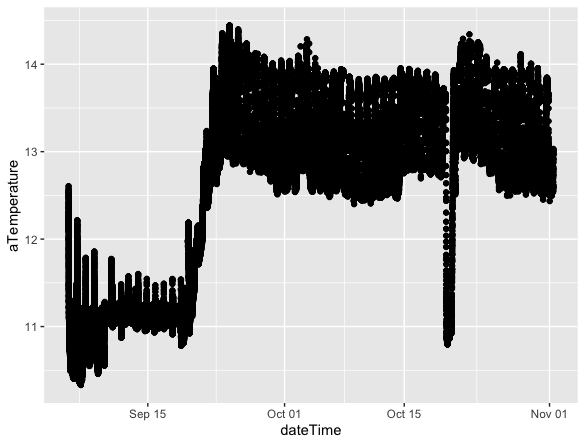 14
13
12
11
aTemperature
Sep 15
Oct 01
Oct 15
Nov 01
dateTime